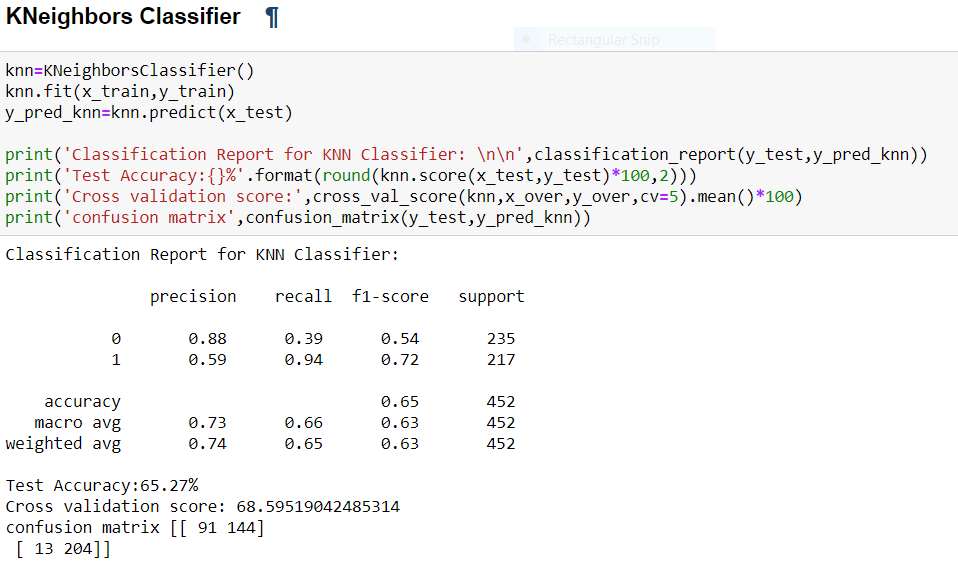 KNeighbors Classifier ¶
Rectangular Snip
knn=KNeighborsClassifier()
knn.fit(x_train,y_train)
y_pred_knn=knn.predict(x_test)
print('Classification Report for KNN Classifier: \n\n',classification_report(y_test,y_pred_knn))
print('Test Accuracy:{}%'.format(round(knn.score(x_test,y_test)*100,2)))
print('Cross validation score:',cross_val_score(knn,x_over,y_over,cv=5).mean()*100)
print('confusion matrix',confusion_matrix(y_test,y_pred_knn))
Classification Report for KNN Classifier:
precision recall f1-score support
0 0.88 0.39 0.54 235
1 0.59 0.94 0.72 217
accuracy 0.65 452
macro avg 0.73 0.66 0.63 452
weighted avg 0.74 0.65 0.63 452
Test Accuracy:65.27%
Cross validation score: 68.59519042485314
confusion matrix [[ 91 144]
[ 13 204]]